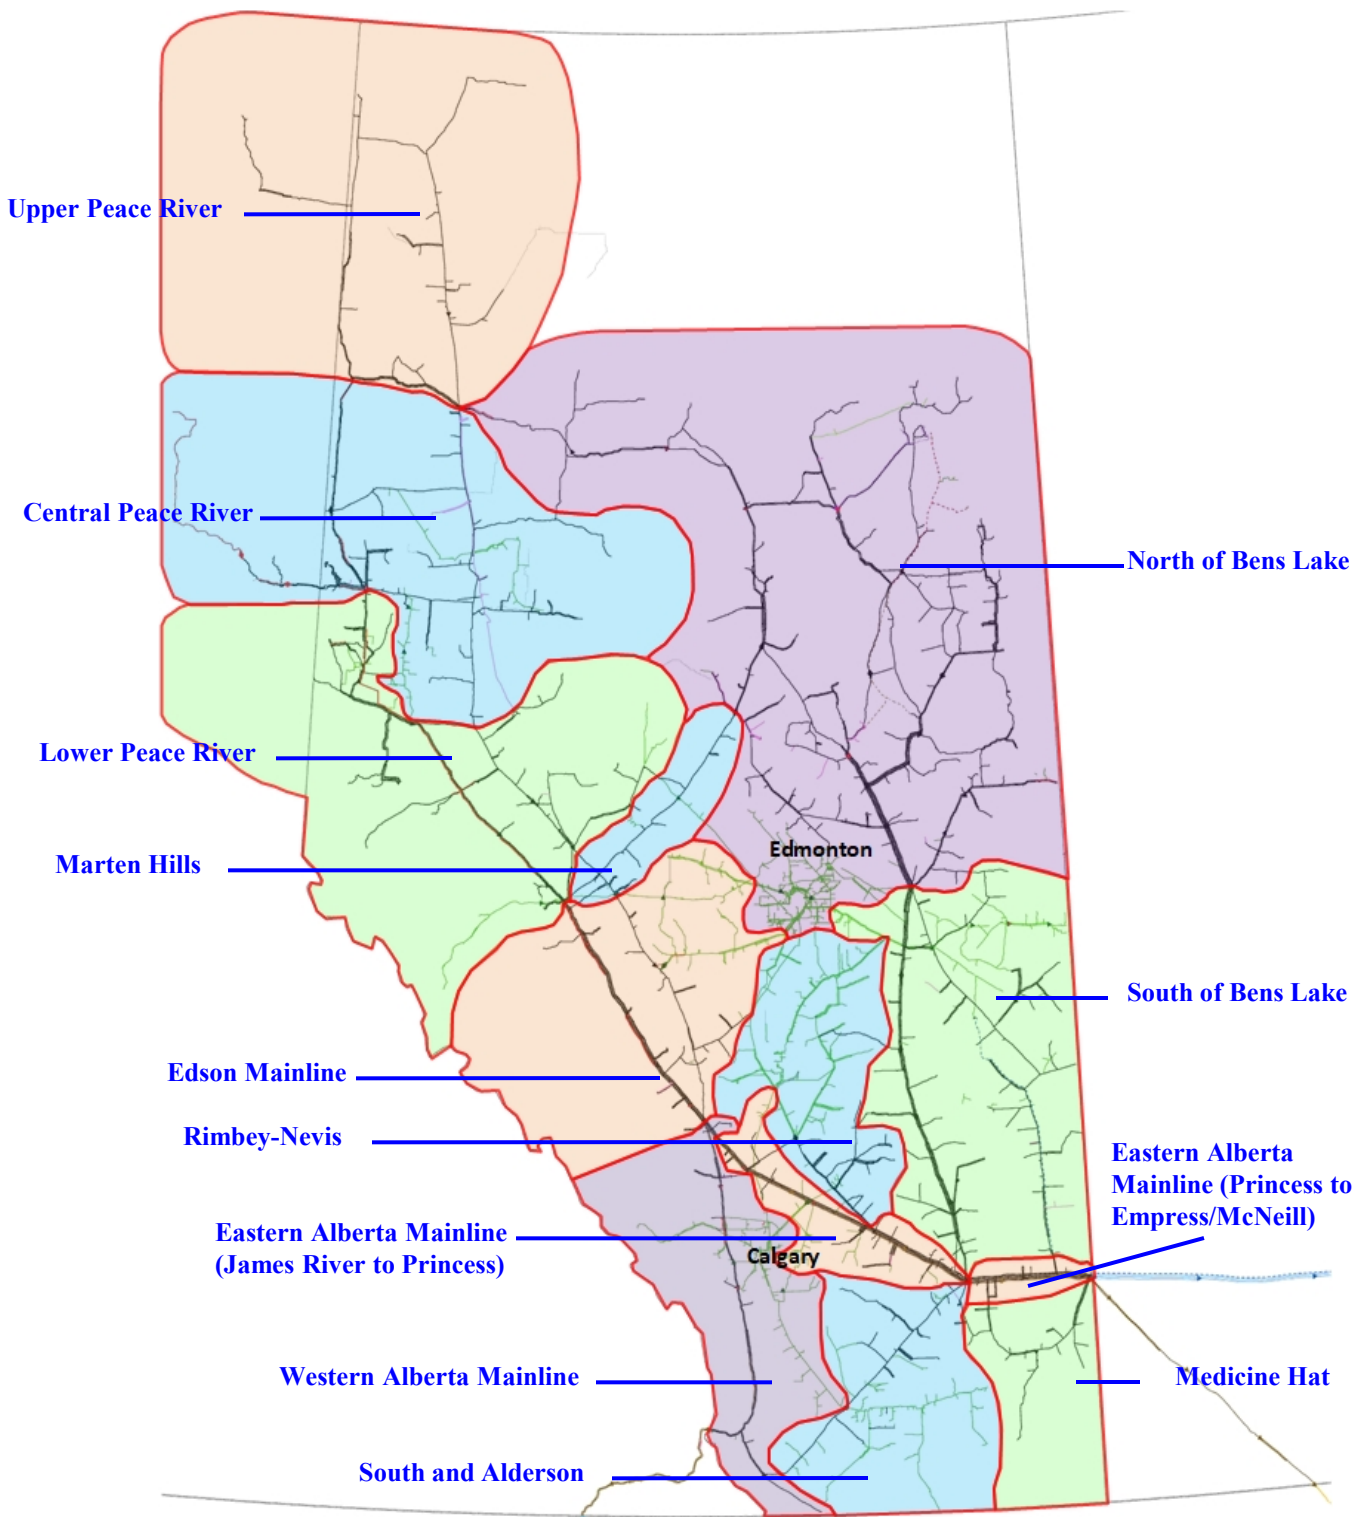 Upper Peace River
Central Peace River
North of Bens Lake
Lower Peace River
Edmonton
Marten Hills
South of Bens Lake
Edson Mainline
Rimbey-Nevis
Eastern Alberta
Mainline (Princess to
Empress/McNeill)
Eastern Alberta Mainline
(James River to Princess)
Calgary
Western Alberta Mainline
Medicine Hat
South and Alderson